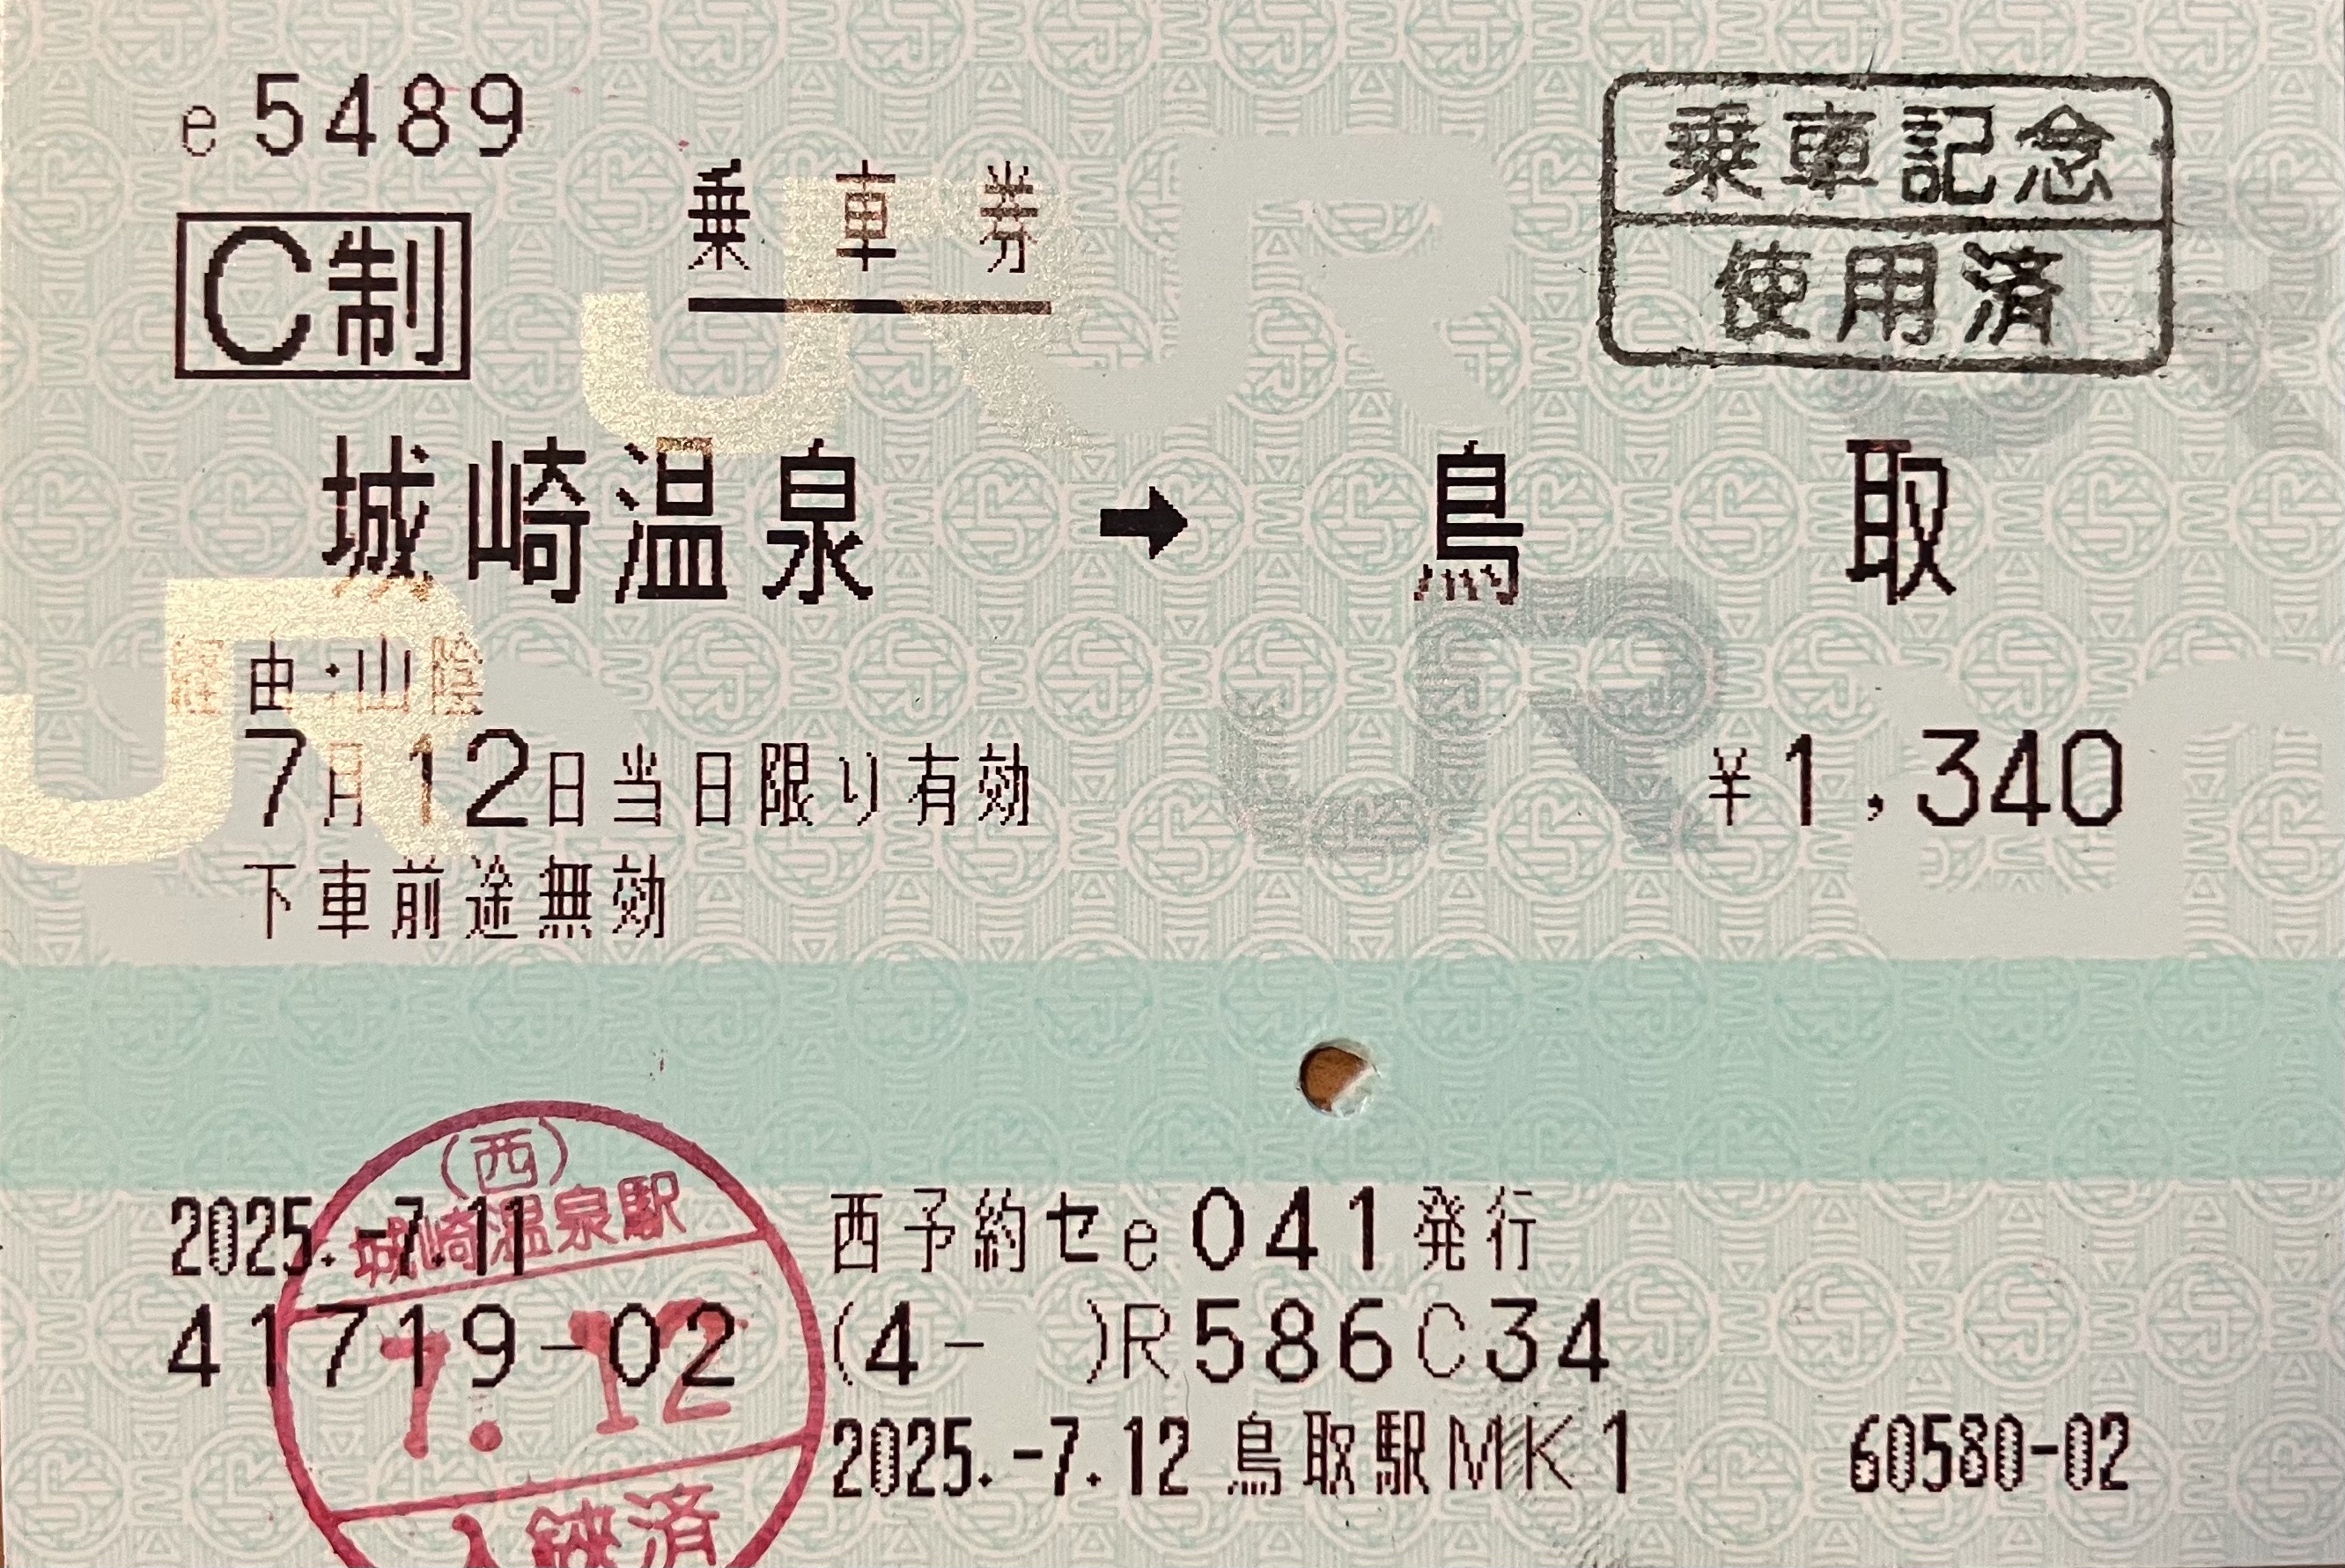 e5489
乗車券
C制
乗車記念
使用済
城崎温泉 → 鳥取
経由:山陰
7月12日当日限り有効
¥1,340
下車前途無効
(西)
城崎温泉駅
7.12
入鋏済
2025.-7.11
西予約セe041発行
41719-02
(4- )R586C34
2025.-7.12 鳥取駅MK1
60580-02